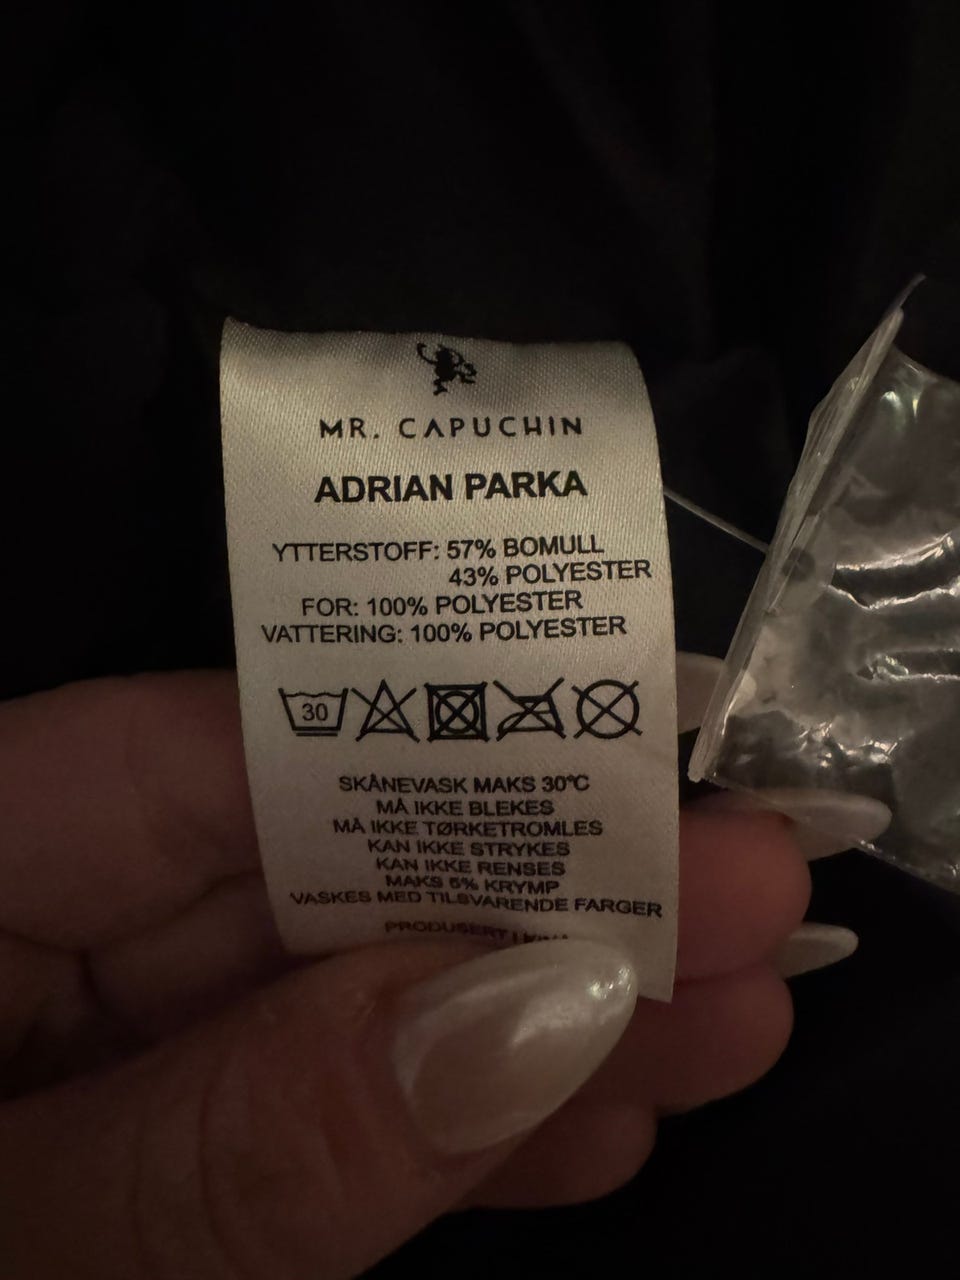 MR. CAPUCHIN
ADRIAN PARKA
YTTERSTOFF: 57% BOMULL
43% POLYESTER
FOR: 100% POLYESTER
VATTERING: 100% POLYESTER
30
SKÅNEVASK MAKS 30°C
MÅ IKKE BLEKES
MÅ IKKE TØRKETROMLES
KAN IKKE STRYKES
KAN IKKE RENSES
MAKS 5% KRYMP
VASKES MED TILSVARENDE FARGER
PRODUSERT I